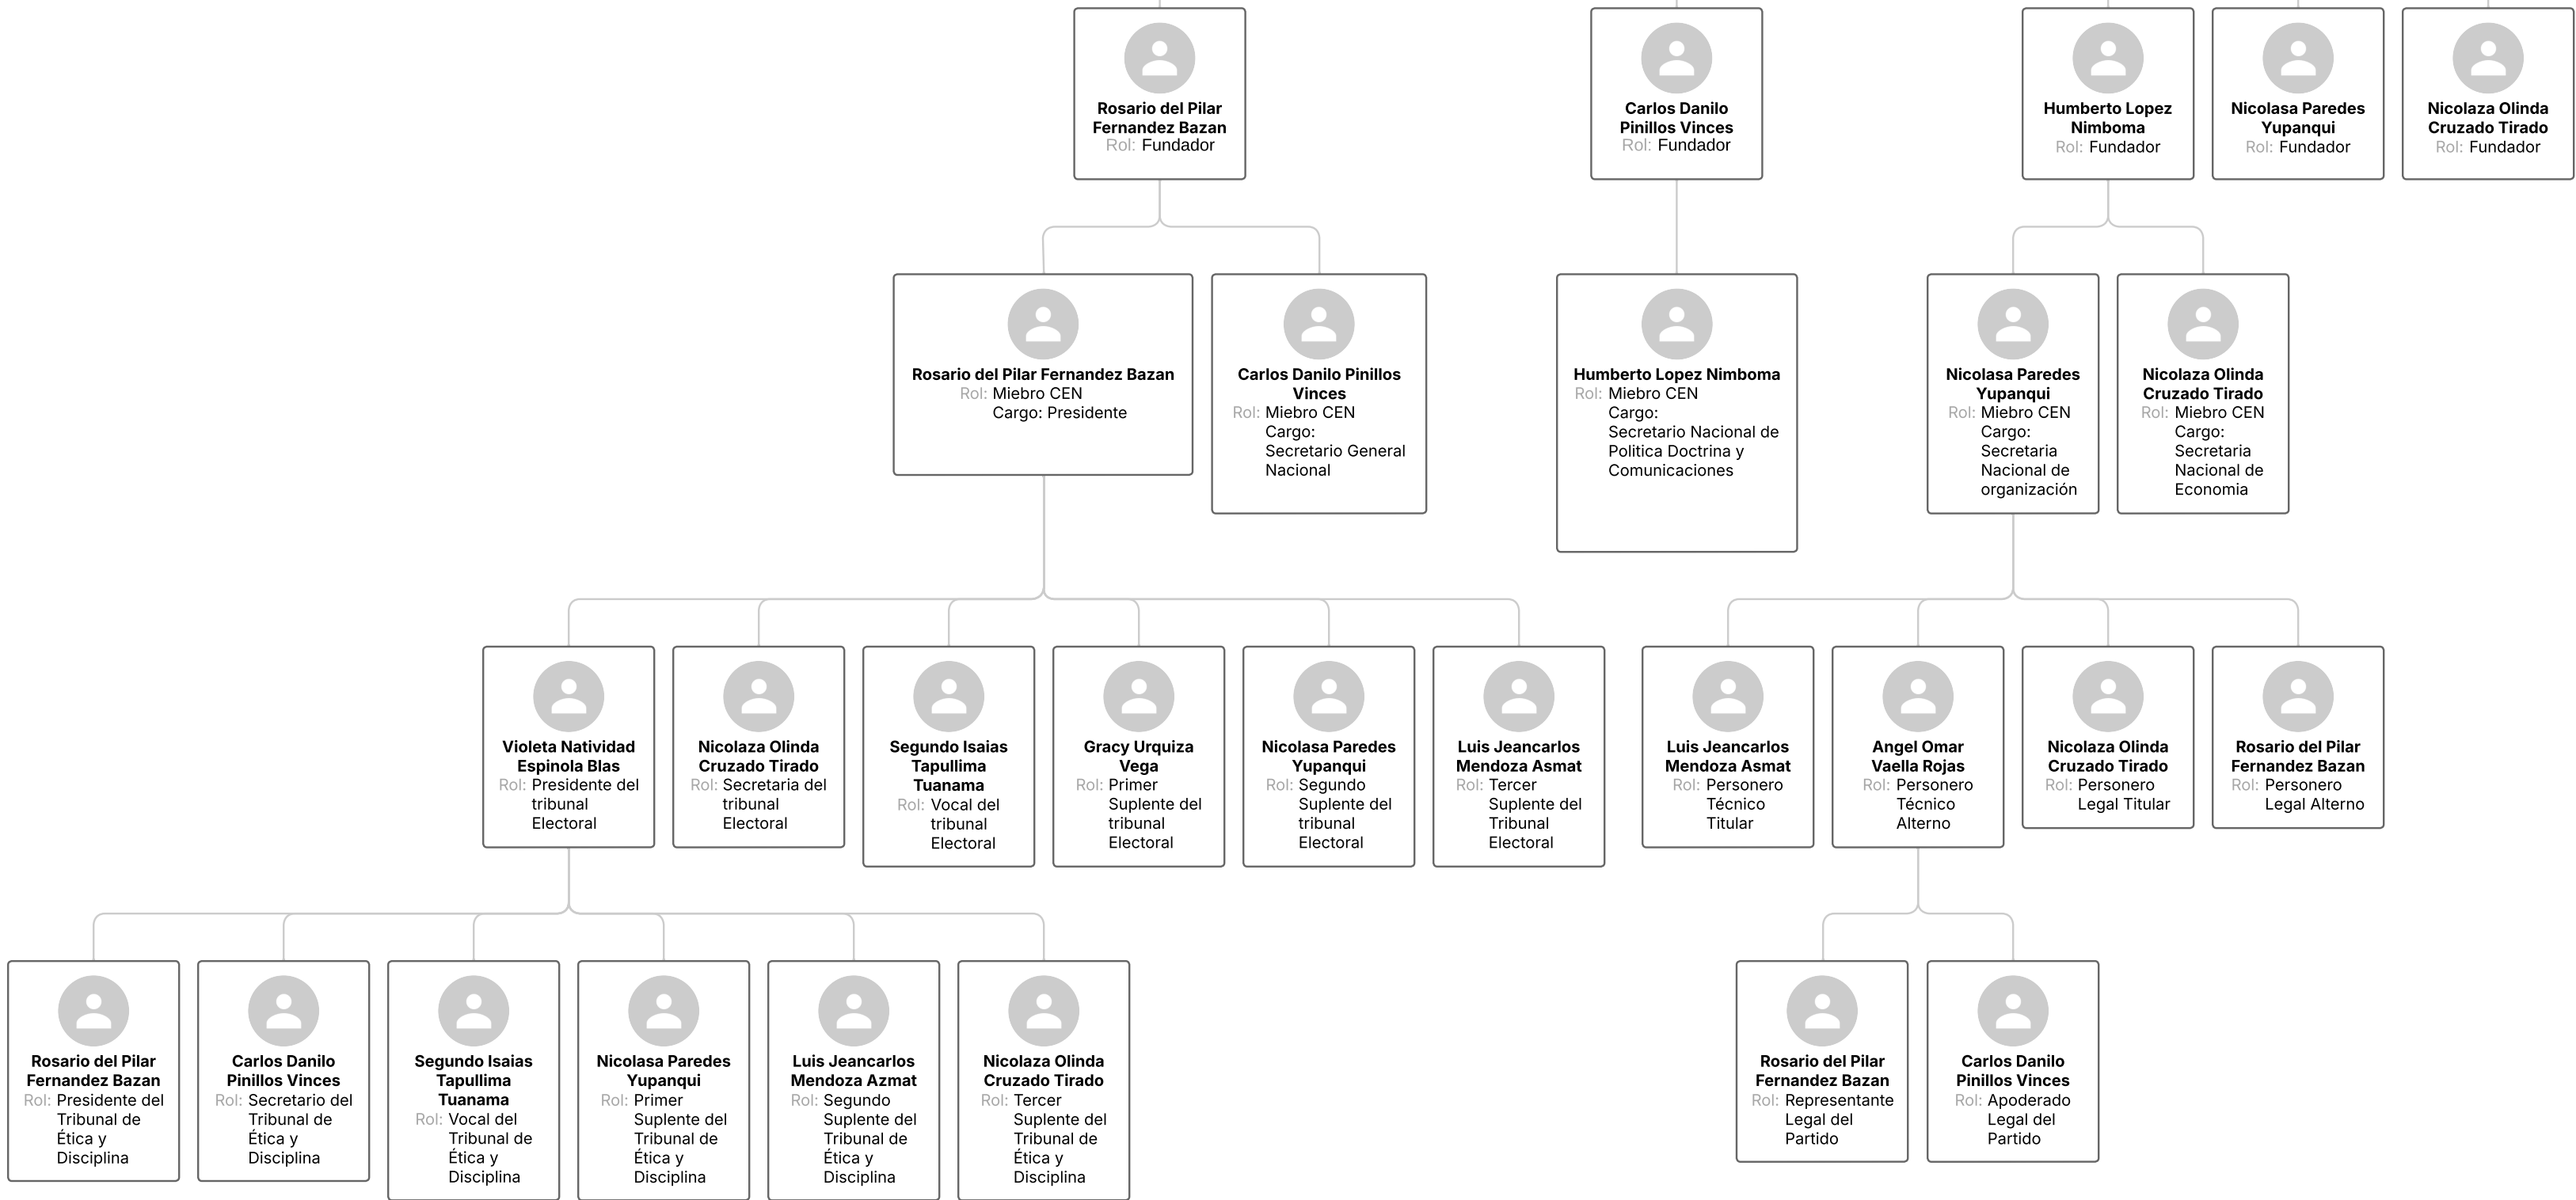 Rosario del Pilar
Fernandez Bazan
Rol: Fundador
Carlos Danilo
Pinillos Vinces
Rol: Fundador
Humberto Lopez
Nimboma
Rol: Fundador
Nicolasa Paredes
Yupanqui
Rol: Fundador
Nicolaza Olinda
Cruzado Tirado
Rol: Fundador
Rosario del Pilar Fernandez Bazan
Rol: Miebro CEN
Cargo: Presidente
Carlos Danilo Pinillos
Vinces
Rol: Miebro CEN
Cargo:
Secretario General
Nacional
Humberto Lopez Nimboma
Rol: Miebro CEN
Cargo:
Secretario Nacional de
Politica Doctrina y
Comunicaciones
Nicolasa Paredes
Yupanqui
Rol: Miebro CEN
Cargo:
Secretaria
Nacional de
organización
Nicolaza Olinda
Cruzado Tirado
Rol: Miebro CEN
Cargo:
Secretaria
Nacional de
Economia
Violeta Natividad
Espinola Blas
Rol: Presidente del
tribunal
Electoral
Nicolaza Olinda
Cruzado Tirado
Rol: Secretaria del
tribunal
Electoral
Segundo Isaias
Tapullima
Tuanama
Rol: Vocal del
tribunal
Electoral
Gracy Urquiza
Vega
Rol: Primer
Suplente del
tribunal
Electoral
Nicolasa Paredes
Yupanqui
Rol: Segundo
Suplente del
tribunal
Electoral
Luis Jeancarlos
Mendoza Asmat
Rol: Tercer
Suplente del
Tribunal
Electoral
Luis Jeancarlos
Mendoza Asmat
Rol: Personero
Técnico
Titular
Angel Omar
Vaella Rojas
Rol: Personero
Técnico
Alterno
Nicolaza Olinda
Cruzado Tirado
Rol: Personero
Legal Titular
Rosario del Pilar
Fernandez Bazan
Rol: Personero
Legal Alterno
Rosario del Pilar
Fernandez Bazan
Rol: Presidente del
Tribunal de
Ética y
Disciplina
Carlos Danilo
Pinillos Vinces
Rol: Secretario del
Tribunal de
Ética y
Disciplina
Segundo Isaias
Tapullima
Tuanama
Rol: Vocal del
Tribunal de
Ética y
Disciplina
Nicolasa Paredes
Yupanqui
Rol: Primer
Suplente del
Tribunal de
Ética y
Disciplina
Luis Jeancarlos
Mendoza Azmat
Rol: Segundo
Suplente del
Tribunal de
Ética y
Disciplina
Nicolaza Olinda
Cruzado Tirado
Rol: Tercer
Suplente del
Tribunal de
Ética y
Disciplina
Rosario del Pilar
Fernandez Bazan
Rol: Representante
Legal del
Partido
Carlos Danilo
Pinillos Vinces
Rol: Apoderado
Legal del
Partido